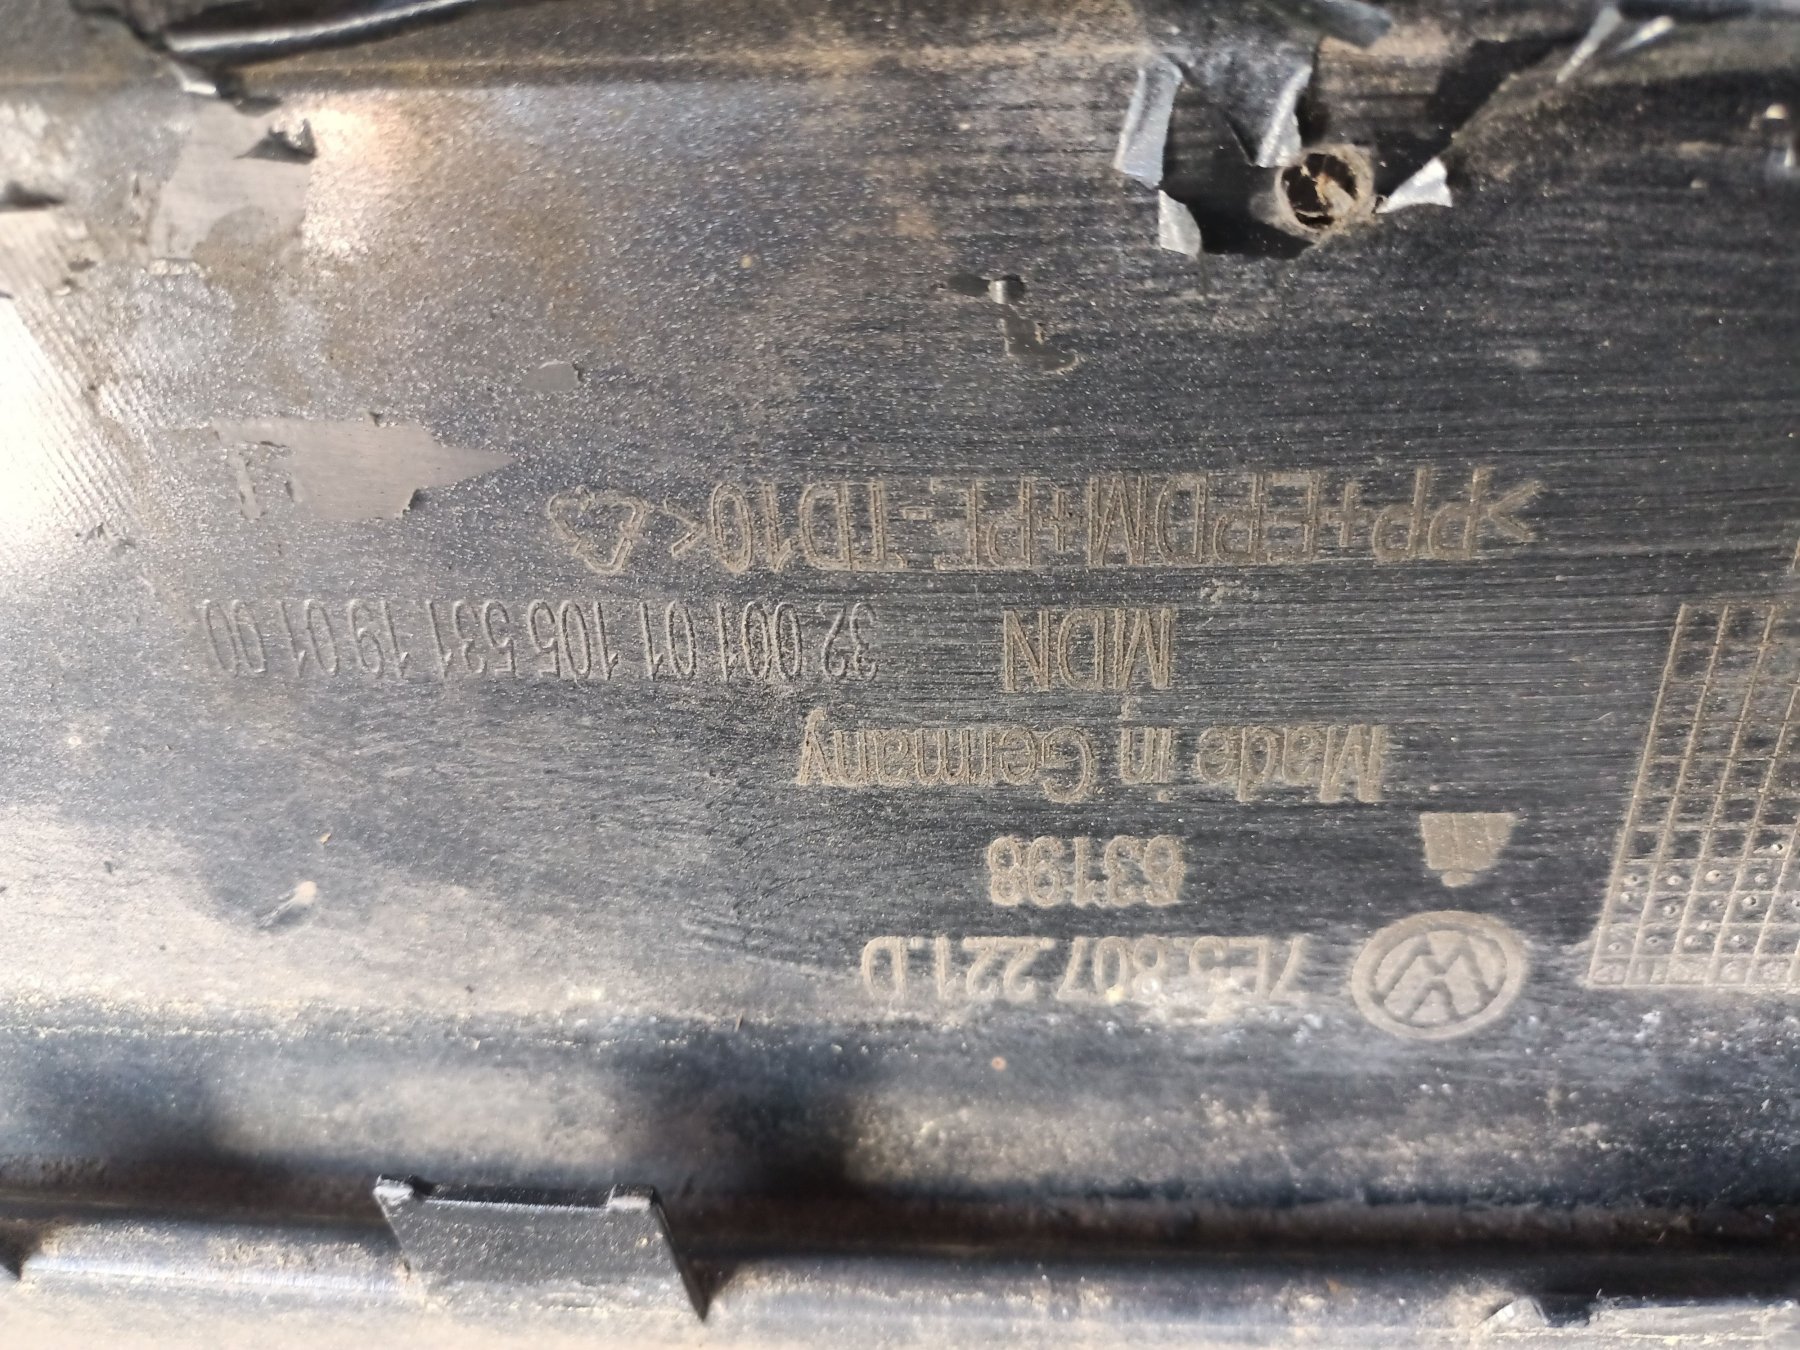 7E5.807.221.D
63198
Made in Germany
MDN
32 001 01 105 531 19 01 00
>PP+EPDM+PE-TD10<